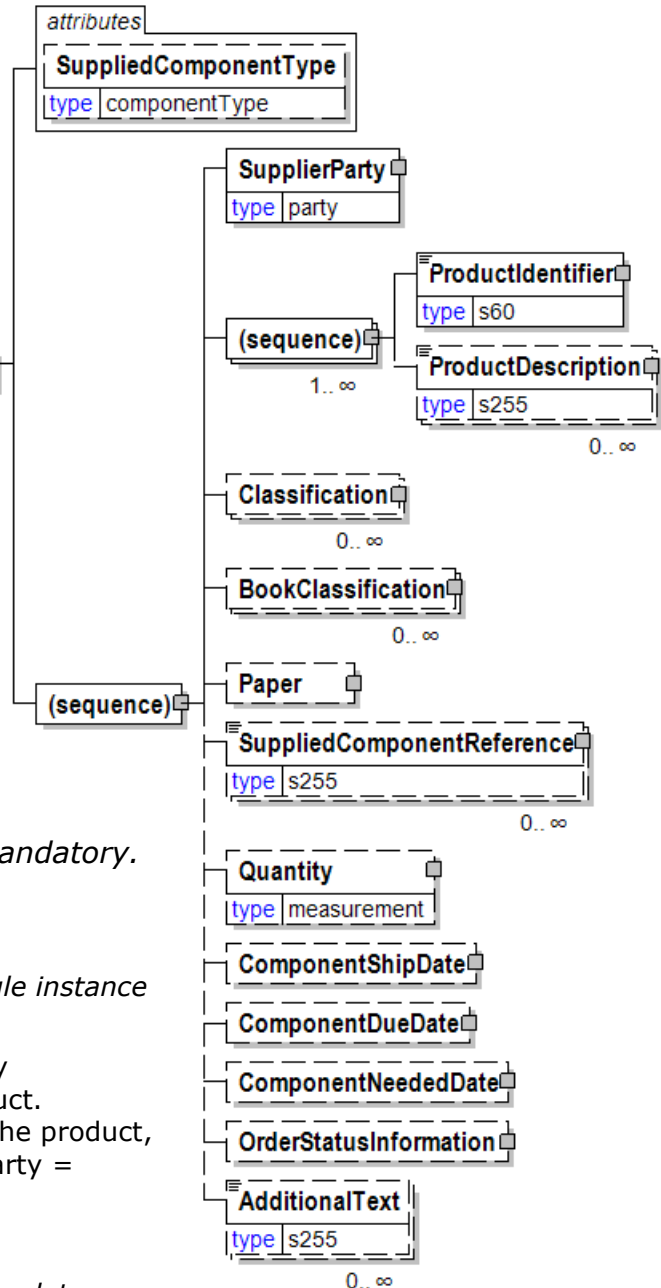 attributes
SuppliedComponentType
type componentType
SupplierParty
type party
ProductIdentifier
type s60
(sequence)
1.. ∞
ProductDescription
type s255
0.. ∞
Classification
0.. ∞
BookClassification
0.. ∞
Paper
(sequence)
SuppliedComponentReference
type s255
0.. ∞
andatory.
Quantity
type measurement
ComponentShipDate
le instance
ComponentDueDate
y
ComponentNeededDate
uct.
he product,
OrderStatusInformation
arty =
AdditionalText
type s255
0.. ∞